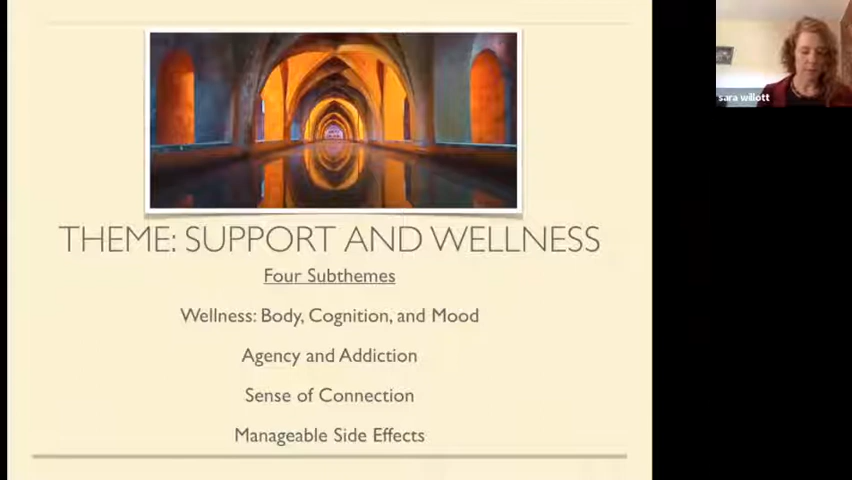 sara willott
THEME: SUPPORT AND WELLNESS
Four Subthemes
Wellness: Body, Cognition, and Mood
Agency and Addiction
Sense of Connection
Manageable Side Effects